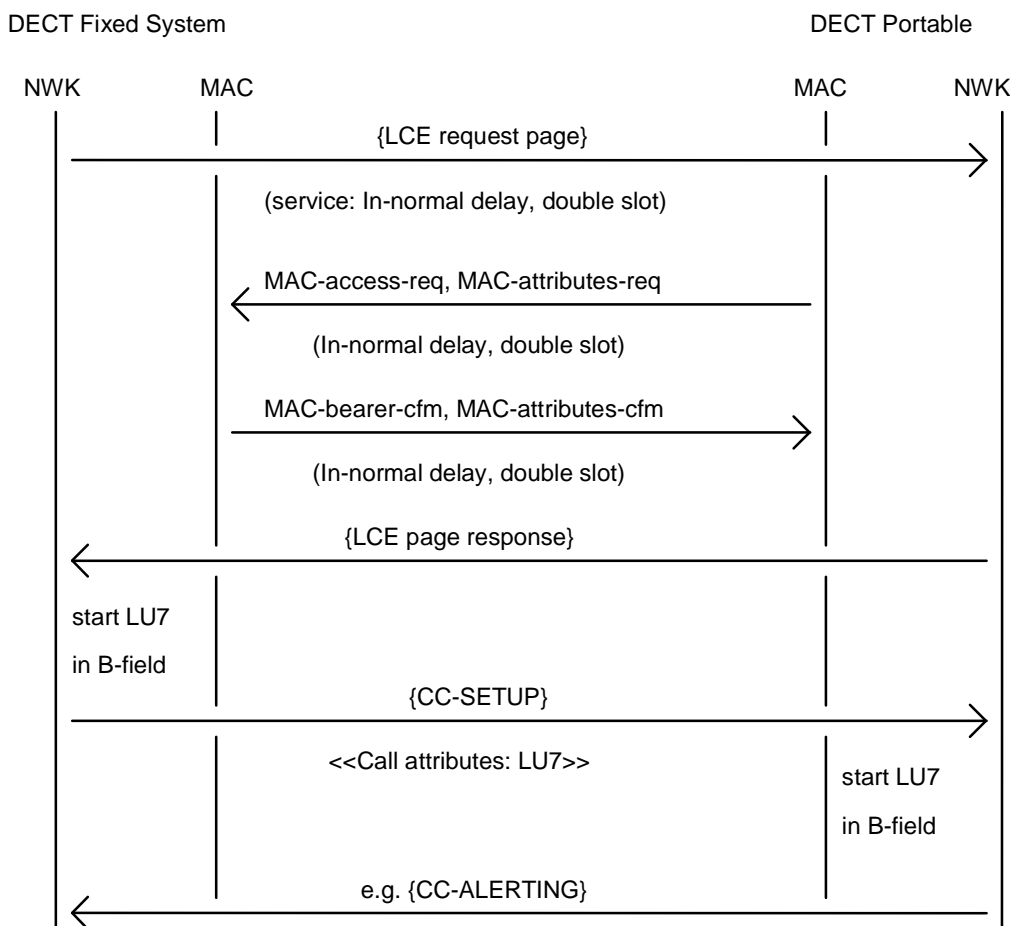 DECT Fixed System DECT Portable
NWK MAC MAC NWK
{LCE request page}
(service: In-normal delay, double slot)
MAC-access-req, MAC-attributes-req
(In-normal delay, double slot)
MAC-bearer-cfm, MAC-attributes-cfm
(In-normal delay, double slot)
{LCE page response}
start LU7
in B-field
{CC-SETUP}
<<Call attributes: LU7>>
start LU7
in B-field
e.g. {CC-ALERTING}